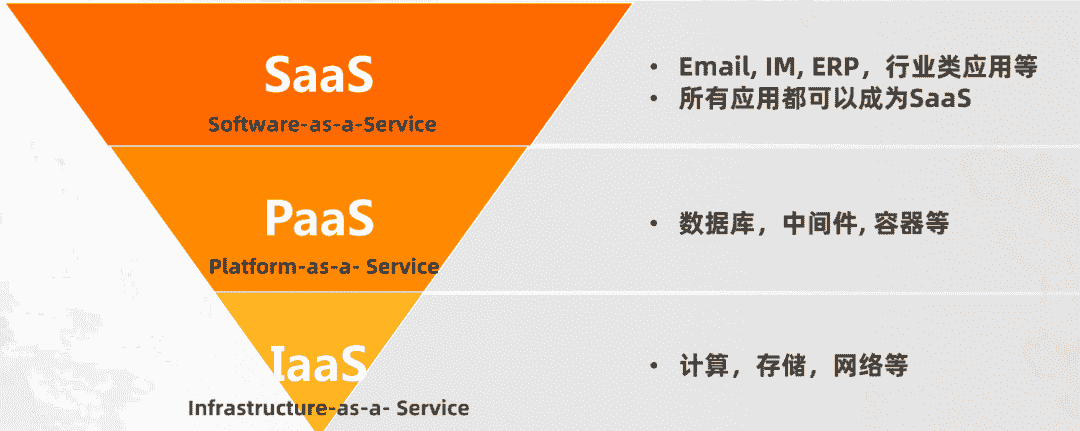 SaaS
Software-as-a-Service
• Email, IM, ERP，行业类应用等
• 所有应用都可以成为SaaS
PaaS
Platform-as-a- Service
• 数据库，中间件, 容器等
IaaS
Infrastructure-as-a- Service
• 计算，存储，网络等